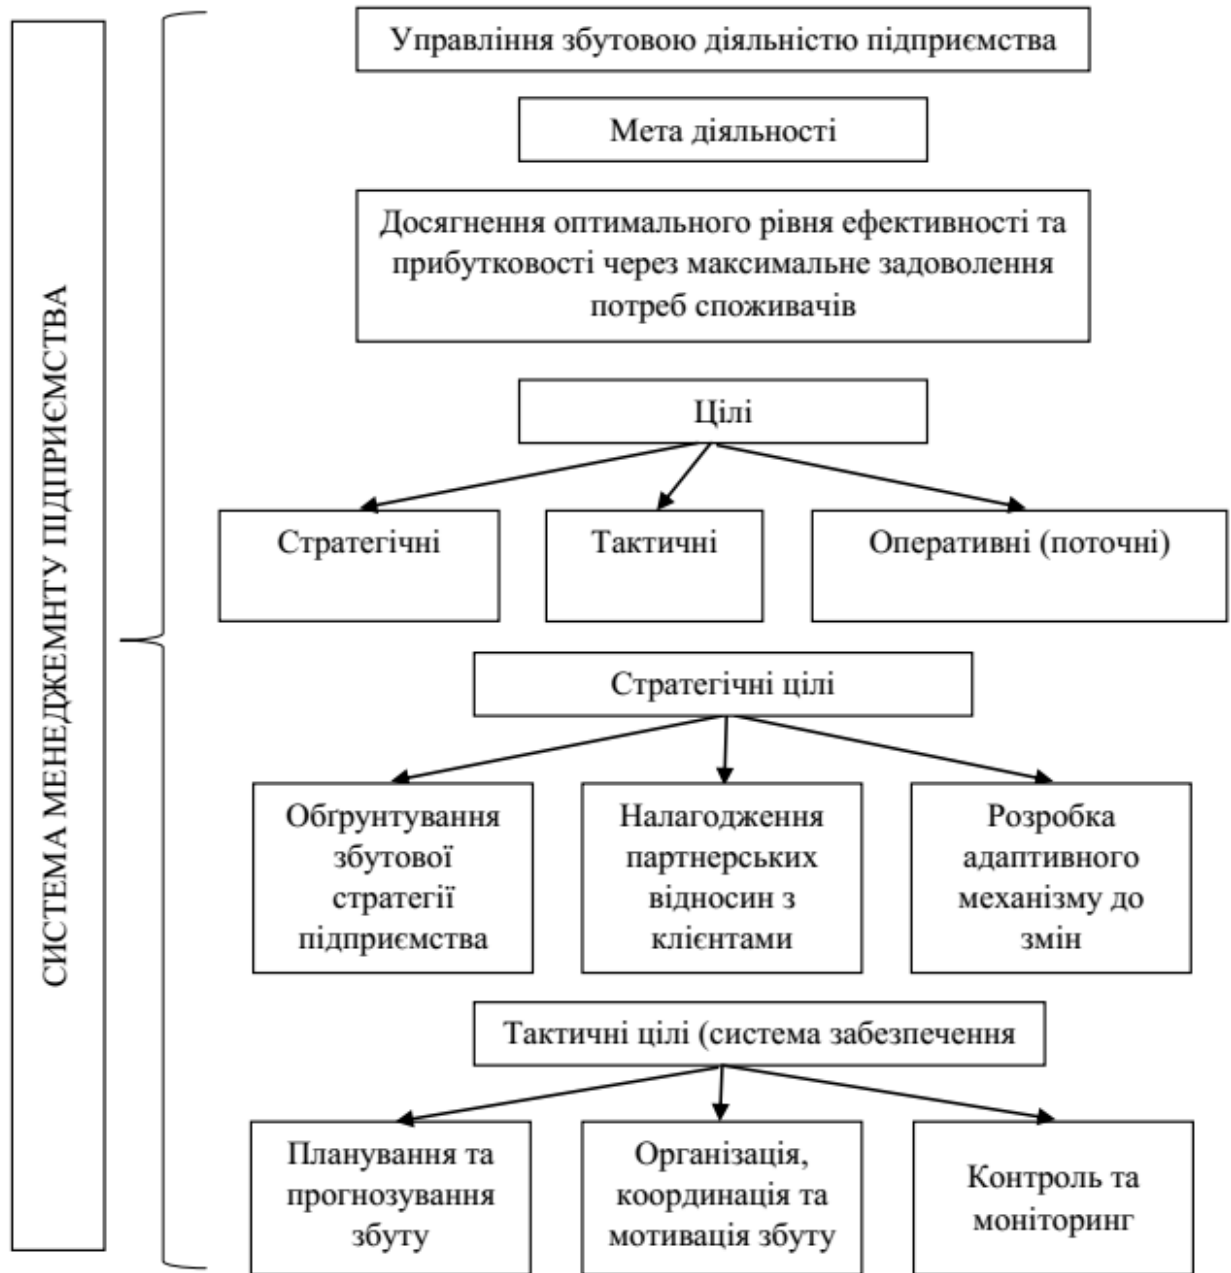 СИСТЕМА МЕНЕДЖЕМНТУ ПІДПРИЄМСТВА
Управління збутовою діяльністю підприємства
Мета діяльності
Досягнення оптимального рівня ефективності та
прибутковості через максимальне задоволення
потреб споживачів
Цілі
Стратегічні
Тактичні
Оперативні (поточні)
Стратегічні цілі
Обґрунтування
збутової
стратегії
підприємства
Налагодження
партнерських
відносин з
клієнтами
Розробка
адаптивного
механізму до
змін
Тактичні цілі (система забезпечення
Планування та
прогнозування
збуту
Організація,
координація та
мотивація збуту
Контроль та
моніторинг